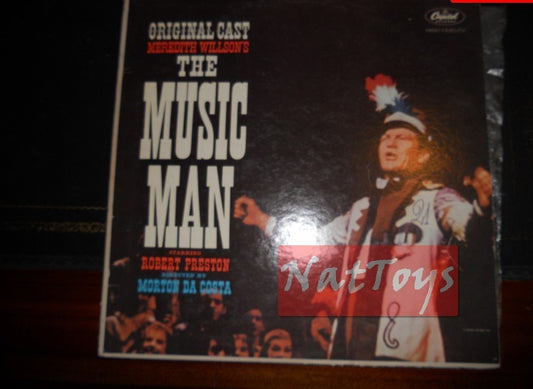 ORIGINAL CAST
MEREDITH WILLSON'S
THE
MUSIC
MAN
STARRING
ROBERT PRESTON
DIRECTED BY
MORTON DA COSTA
Capitol
NatToys